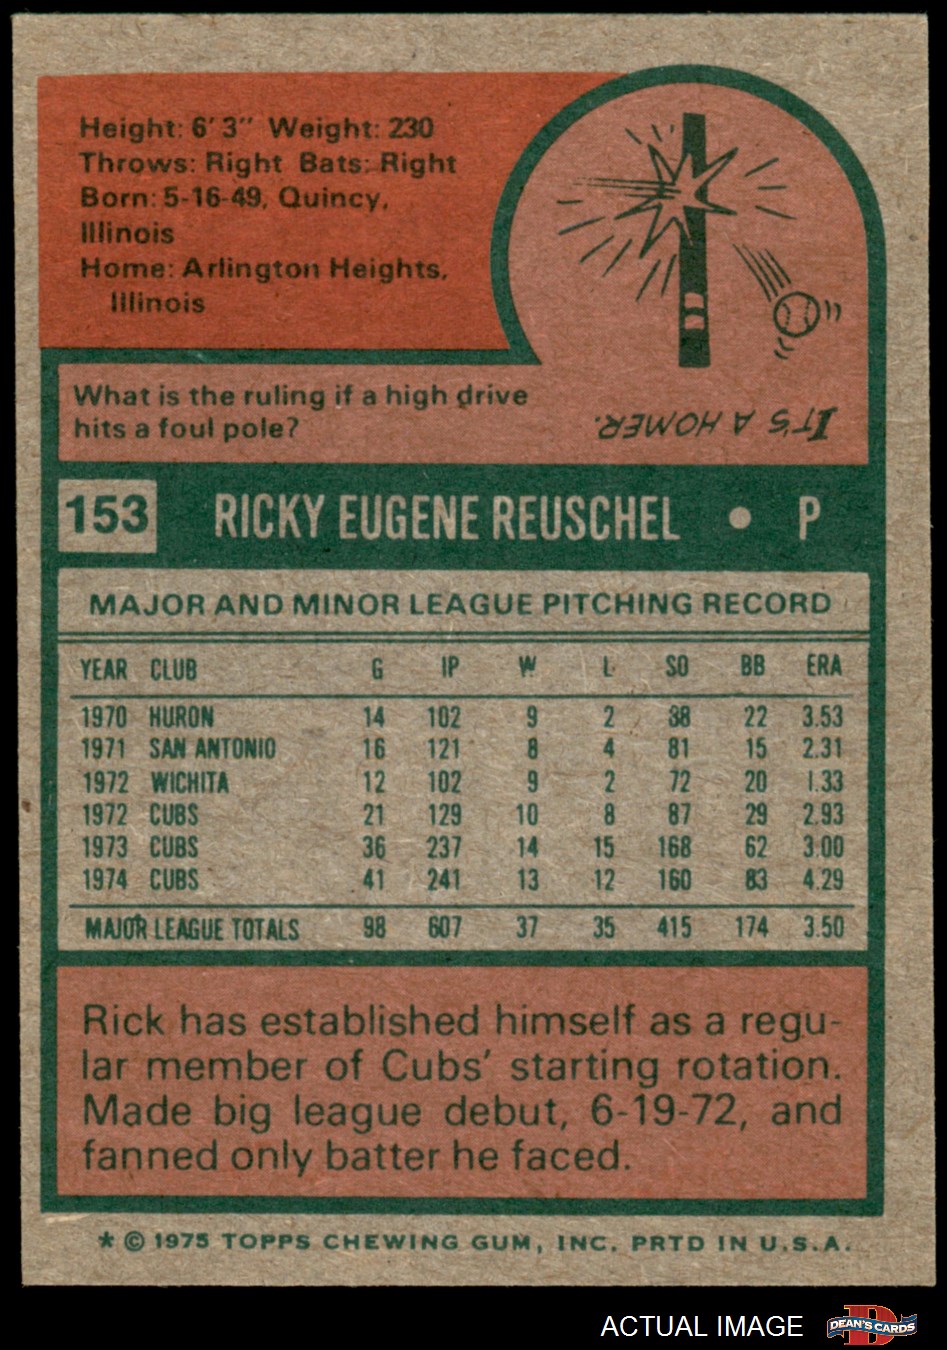 Height: 6' 3" Weight: 230
Throws: Right Bats: Right
Born: 5-16-49, Quincy,
Illinois
Home: Arlington Heights,
Illinois
What is the ruling if a high drive
hits a foul pole?
IT'S A HOMER.
153 RICKY EUGENE REUSCHEL • P
MAJOR AND MINOR LEAGUE PITCHING RECORD
YEAR CLUB G IP W L SO BB ERA
1970 HURON 14 102 9 2 38 22 3.53
1971 SAN ANTONIO 16 121 8 4 81 15 2.31
1972 WICHITA 12 102 9 2 72 20 1.33
1972 CUBS 21 129 10 8 87 29 2.93
1973 CUBS 36 237 14 15 168 62 3.00
1974 CUBS 41 241 13 12 160 83 4.29
MAJOR LEAGUE TOTALS 98 607 37 35 415 174 3.50
Rick has established himself as a regu-
lar member of Cubs' starting rotation.
Made big league debut, 6-19-72, and
fanned only batter he faced.
* © 1975 TOPPS CHEWING GUM, INC. PRTD IN U.S.A.
ACTUAL IMAGE
D
DEAN'S CARDS